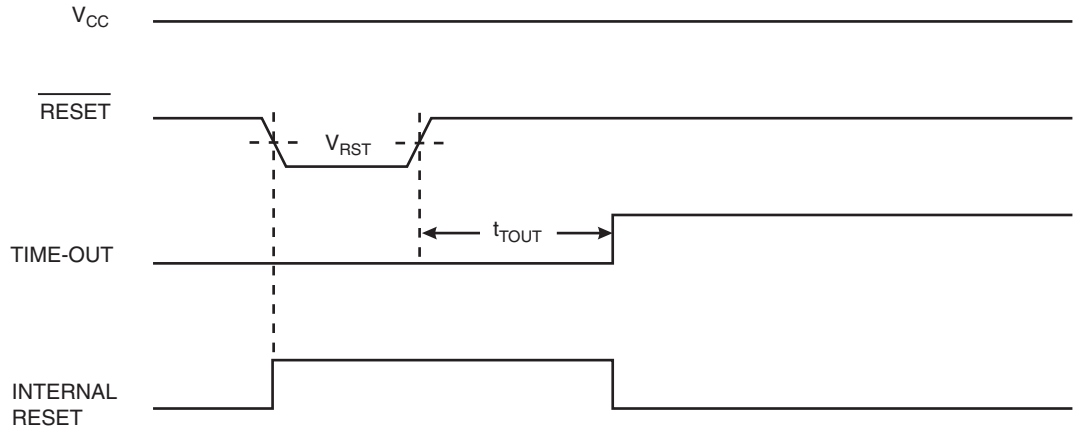 VCC
RESET
VRST
tTOUT
TIME-OUT
INTERNAL
RESET